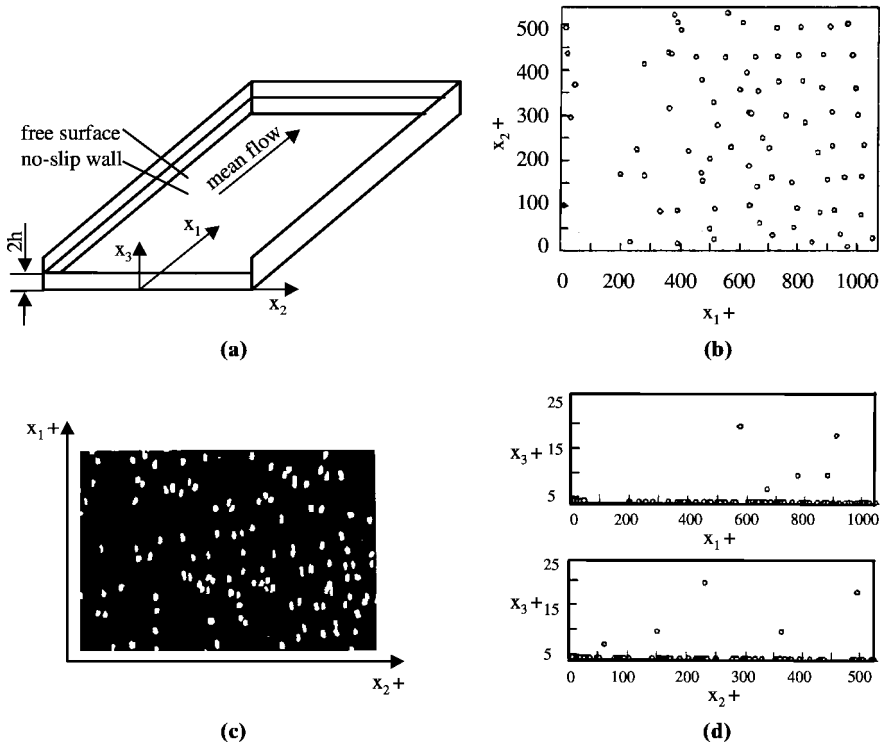 free surface
no-slip wall
mean flow
x1
x3
2h
x2
(a)
500
400
300
200
100
0
x2+
0 200 400 600 800 1000
x1+
(b)
x1+
x2+
(c)
25
x3+
15
5
0 200 400 600 800 1000
x1+
25
x3+
15
5
0 100 200 300 400 500
x2+
(d)